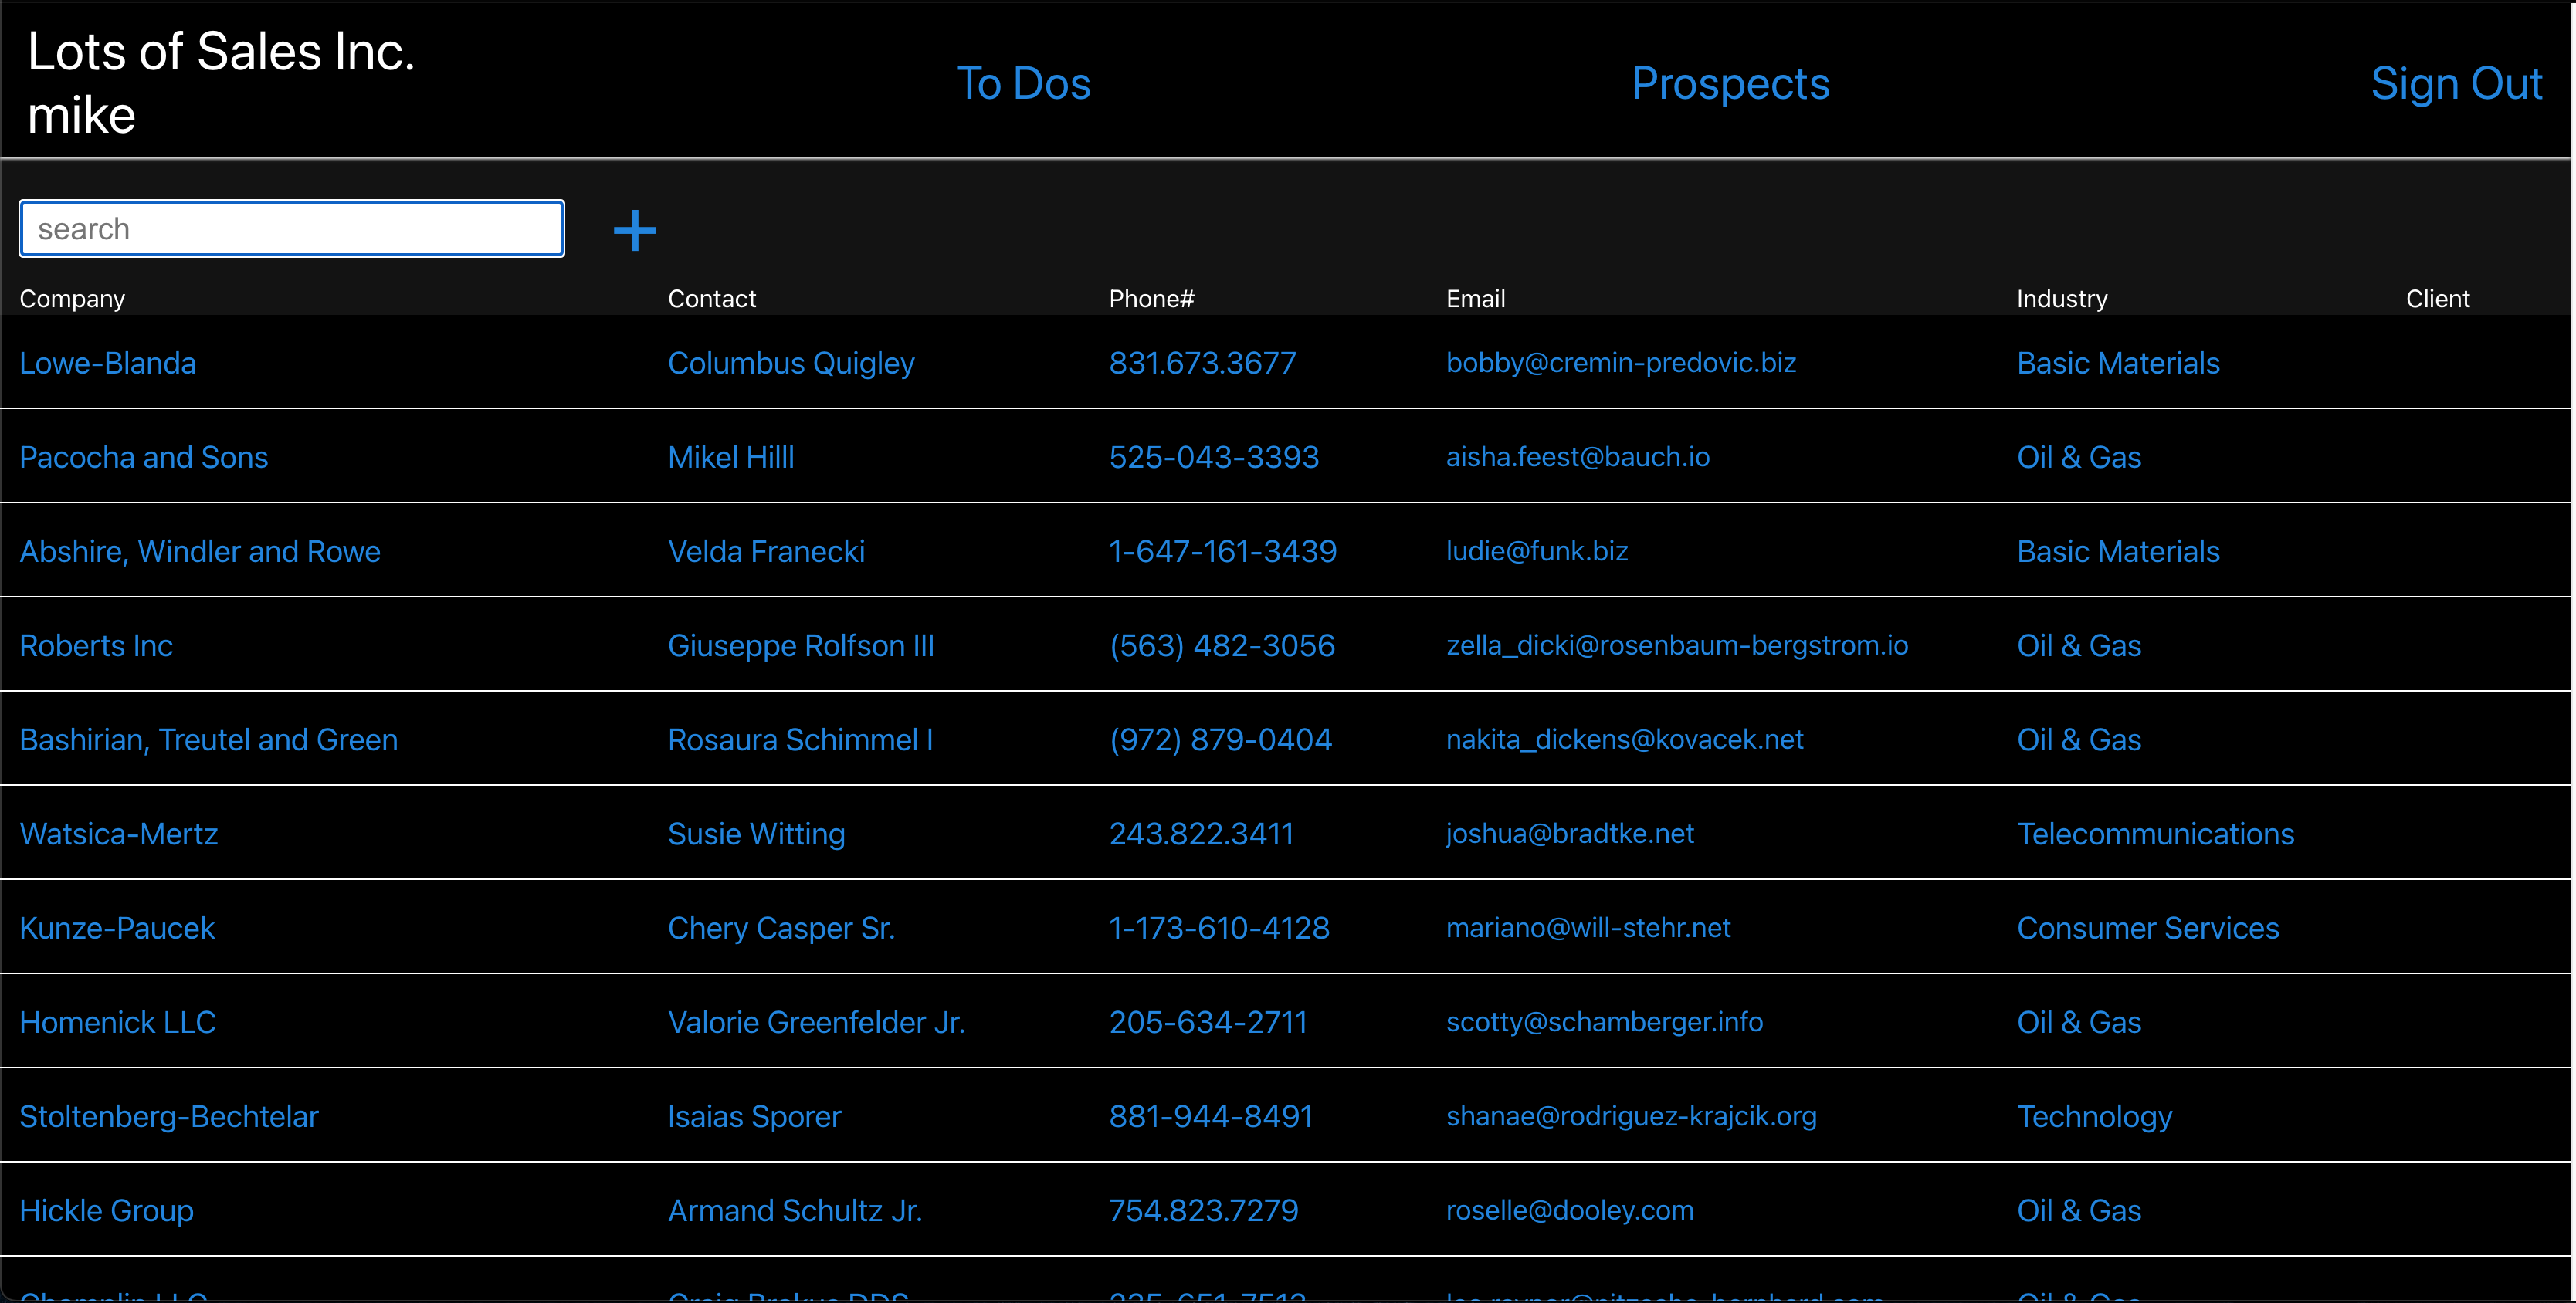 Lots of Sales Inc.
mike
To Dos Prospects Sign Out
search +
Company Contact Phone# Email Industry Client
Lowe-Blanda Columbus Quigley 831.673.3677 bobby@cremin-predovic.biz Basic Materials
Pacocha and Sons Mikel Hilll 525-043-3393 aisha.feest@bauch.io Oil & Gas
Abshire, Windler and Rowe Velda Franecki 1-647-161-3439 ludie@funk.biz Basic Materials
Roberts Inc Giuseppe Rolfson III (563) 482-3056 zella_dicki@rosenbaum-bergstrom.io Oil & Gas
Bashirian, Treutel and Green Rosaura Schimmel I (972) 879-0404 nakita_dickens@kovacek.net Oil & Gas
Watsica-Mertz Susie Witting 243.822.3411 joshua@bradtke.net Telecommunications
Kunze-Paucek Chery Casper Sr. 1-173-610-4128 mariano@will-stehr.net Consumer Services
Homenick LLC Valorie Greenfelder Jr. 205-634-2711 scotty@schamberger.info Oil & Gas
Stoltenberg-Bechtelar Isaias Sporer 881-944-8491 shanae@rodriguez-krajcik.org Technology
Hickle Group Armand Schultz Jr. 754.823.7279 roselle@dooley.com Oil & Gas
Champlin LLC Craig Brakus DDS Oil & Gas